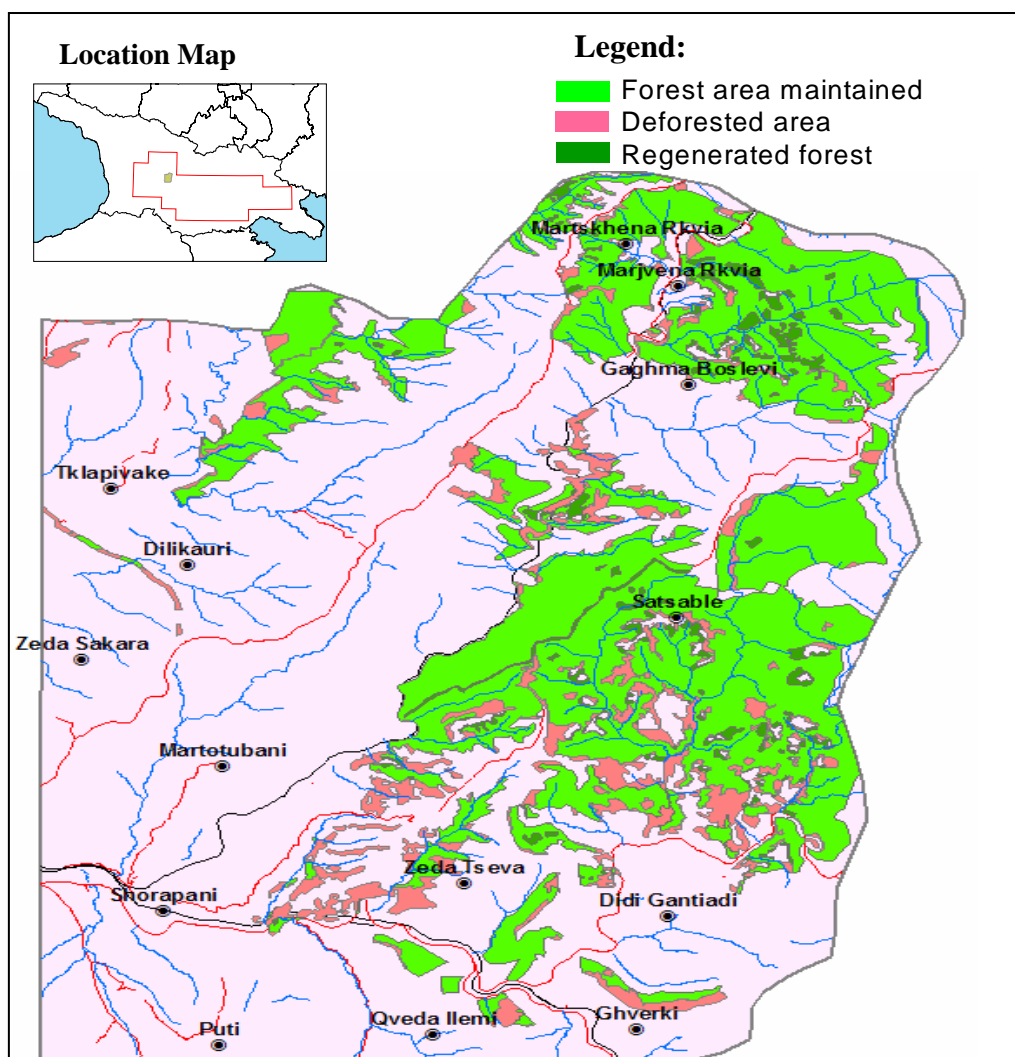 Location Map
Legend:
Forest area maintained
Deforested area
Regenerated forest
Martskhena Rkvia
Marjvena Rkvia
Gaghma Boslevi
Tklapivake
Dilikauri
Satsable
Zeda Sakara
Martotubani
Zeda Tseva
Shorapani
Didi Gantiadi
Puti
Qveda Ilemi
Ghverki